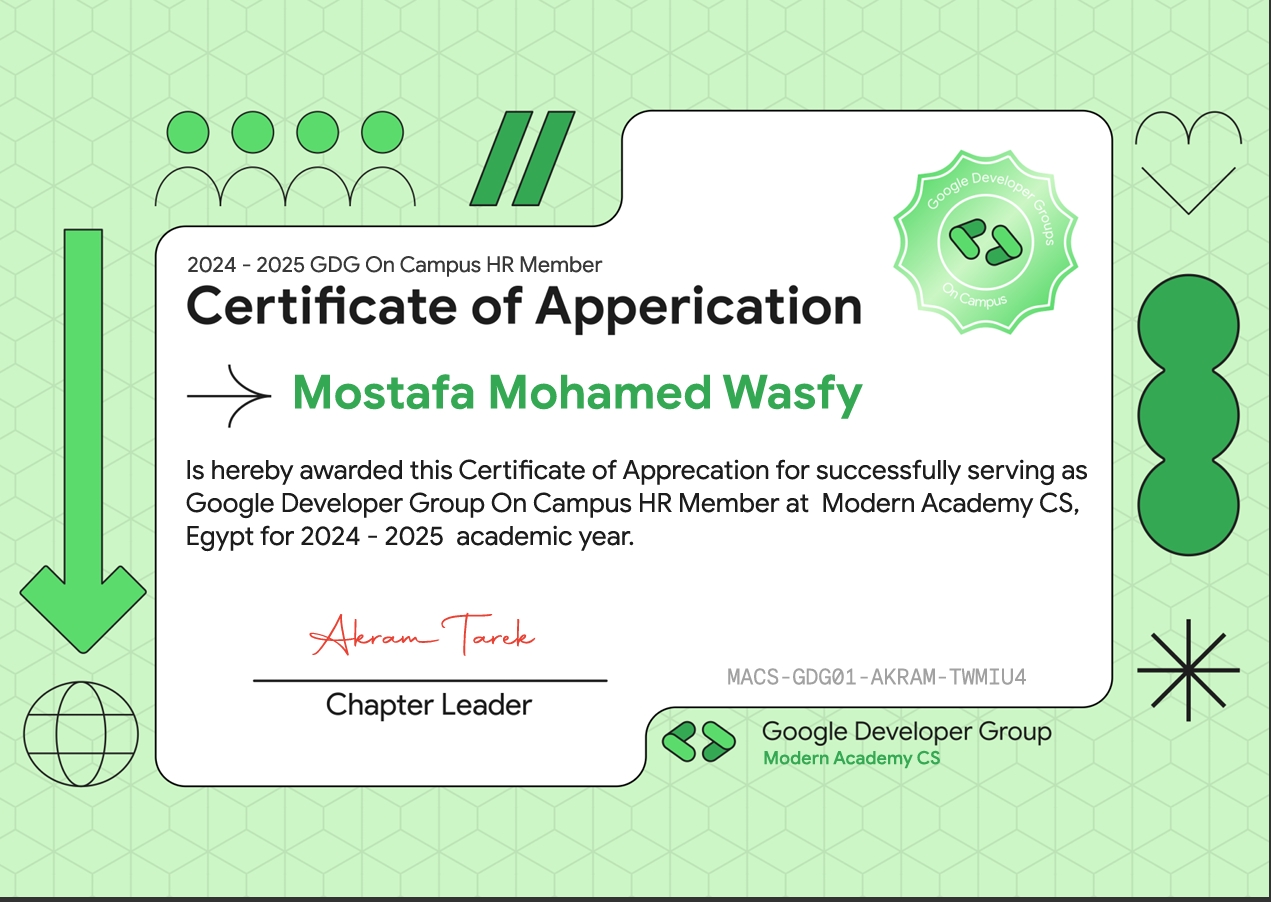 2024 - 2025 GDG On Campus HR Member
Certificate of Apperication
Google Developer Groups
On Campus
Mostafa Mohamed Wasfy
Is hereby awarded this Certificate of Apprecation for successfully serving as
Google Developer Group On Campus HR Member at Modern Academy CS,
Egypt for 2024 - 2025 academic year.
Akram Tarek
Chapter Leader
MACS-GDG01-AKRAM-TWMIU4
Google Developer Group
Modern Academy CS